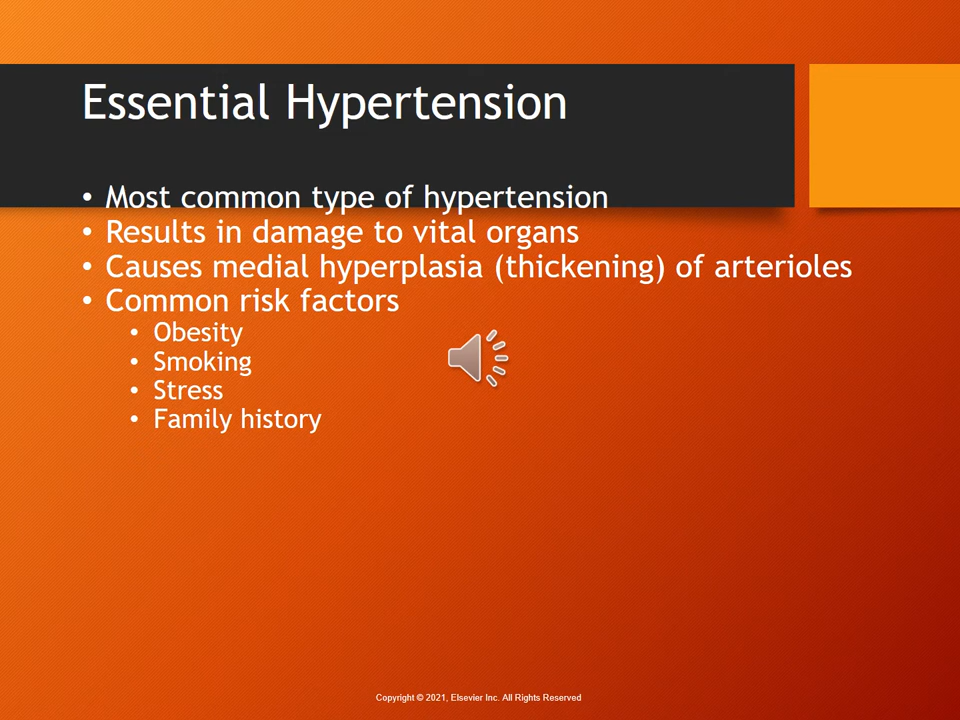 Essential Hypertension
• Most common type of hypertension
• Results in damage to vital organs
• Causes medial hyperplasia (thickening) of arterioles
• Common risk factors
• Obesity
• Smoking
• Stress
• Family history
Copyright © 2021, Elsevier Inc. All Rights Reserved